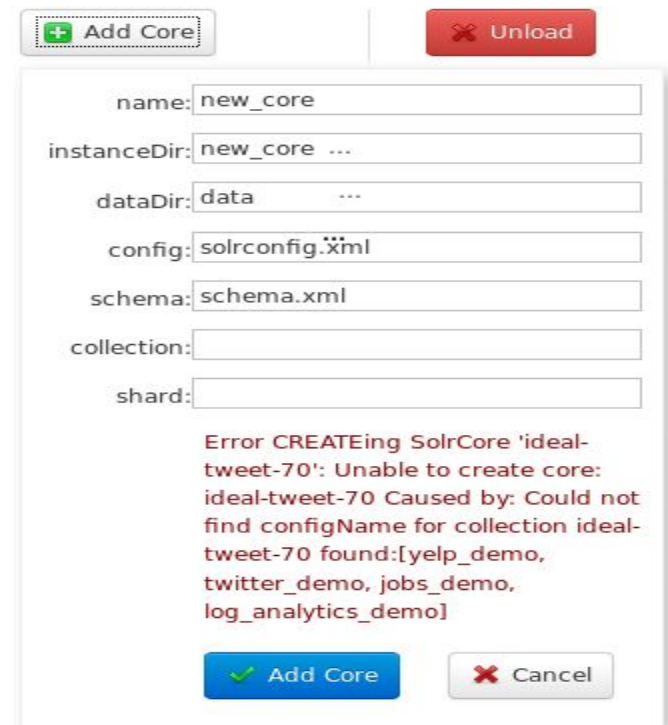 Add Core
Unload
name: new_core
instanceDir: new_core ...
dataDir: data ...
config: solrconfig.xml ...
schema: schema.xml
collection:
shard:
Error CREATEing SolrCore 'ideal-
tweet-70': Unable to create core:
ideal-tweet-70 Caused by: Could not
find configName for collection ideal-
tweet-70 found:[yelp_demo,
twitter_demo, jobs_demo,
log_analytics_demo]
Add Core
Cancel